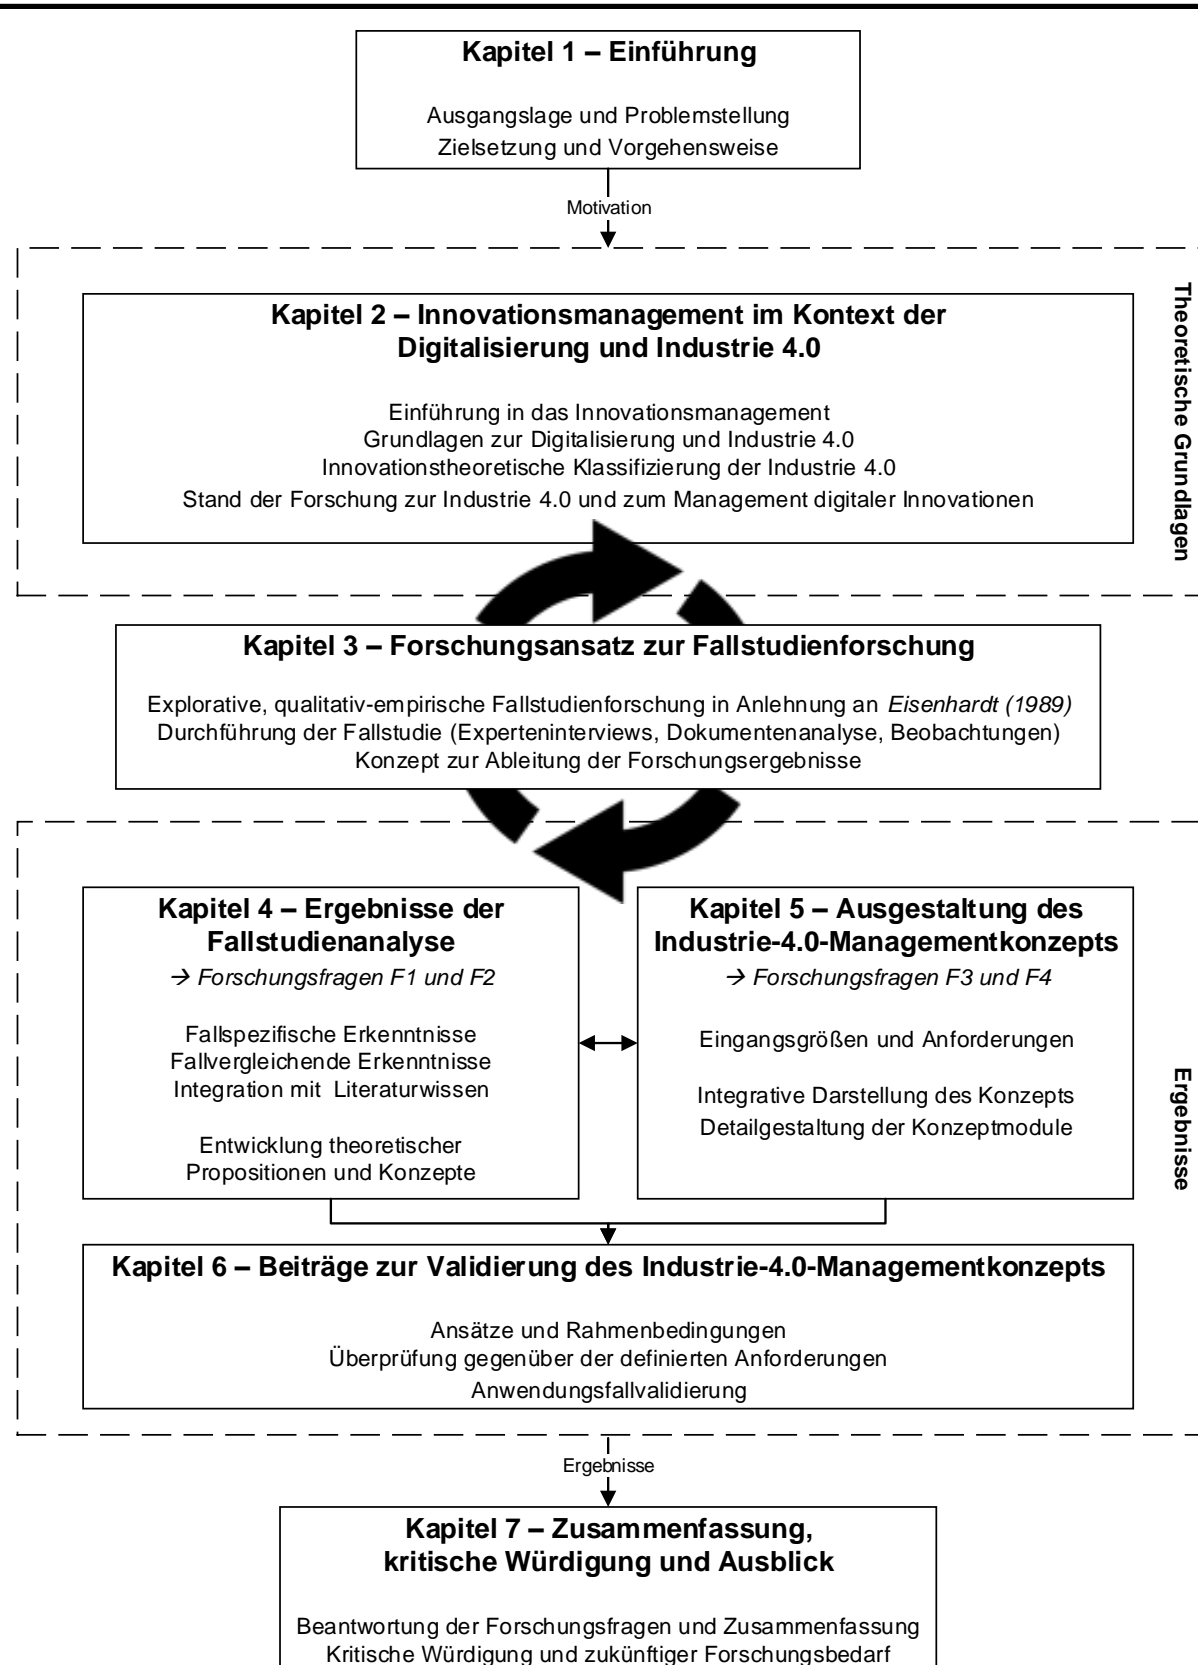 Kapitel 1 – Einführung
Ausgangslage und Problemstellung
Zielsetzung und Vorgehensweise
Motivation
Theoretische Grundlagen
Kapitel 2 – Innovationsmanagement im Kontext der
Digitalisierung und Industrie 4.0
Einführung in das Innovationsmanagement
Grundlagen zur Digitalisierung und Industrie 4.0
Innovationstheoretische Klassifizierung der Industrie 4.0
Stand der Forschung zur Industrie 4.0 und zum Management digitaler Innovationen
Kapitel 3 – Forschungsansatz zur Fallstudienforschung
Explorative, qualitativ-empirische Fallstudienforschung in Anlehnung an Eisenhardt (1989)
Durchführung der Fallstudie (Experteninterviews, Dokumentenanalyse, Beobachtungen)
Konzept zur Ableitung der Forschungsergebnisse
Ergebnisse
Kapitel 4 – Ergebnisse der
Fallstudienanalyse
→ Forschungsfragen F1 und F2
Fallspezifische Erkenntnisse
Fallvergleichende Erkenntnisse
Integration mit Literaturwissen
Entwicklung theoretischer
Propositionen und Konzepte
Kapitel 5 – Ausgestaltung des
Industrie-4.0-Managementkonzepts
→ Forschungsfragen F3 und F4
Eingangsgrößen und Anforderungen
Integrative Darstellung des Konzepts
Detailgestaltung der Konzeptmodule
Kapitel 6 – Beiträge zur Validierung des Industrie-4.0-Managementkonzepts
Ansätze und Rahmenbedingungen
Überprüfung gegenüber der definierten Anforderungen
Anwendungsfallvalidierung
Ergebnisse
Kapitel 7 – Zusammenfassung,
kritische Würdigung und Ausblick
Beantwortung der Forschungsfragen und Zusammenfassung
Kritische Würdigung und zukünftiger Forschungsbedarf